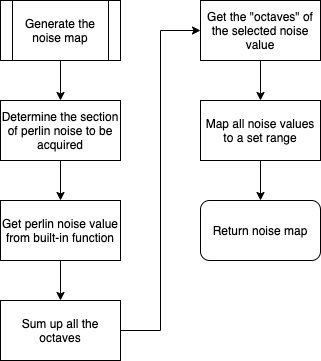 Generate the
noise map
Determine the section
of perlin noise to be
acquired
Get perlin noise value
from built-in function
Sum up all the
octaves
Get the "octaves" of
the selected noise
value
Map all noise values
to a set range
Return noise map